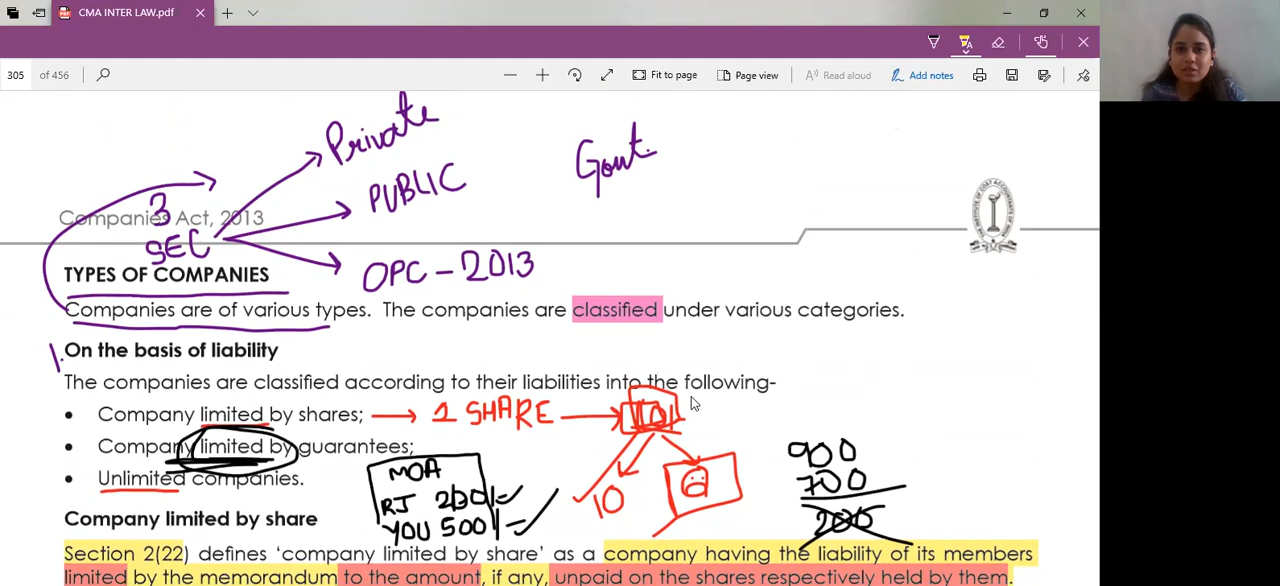 CMA INTER LAW.pdf
305 of 456
Fit to page
Page view
Read aloud
Add notes
Private
Govt.
PUBLIC
3
Companies Act, 2013
SEC
OPC - 2013
TYPES OF COMPANIES
Companies are of various types. The companies are classified under various categories.
1. On the basis of liability
The companies are classified according to their liabilities into the following-
• Company limited by shares; → 1 SHARE →
• Company limited by guarantees;
900
MOA
• Unlimited companies.
700
10
RJ 200/-
200
YOU 500/-
Company limited by share
Section 2(22) defines ‘company limited by share’ as a company having the liability of its members
limited by the memorandum to the amount, if any, unpaid on the shares respectively held by them.